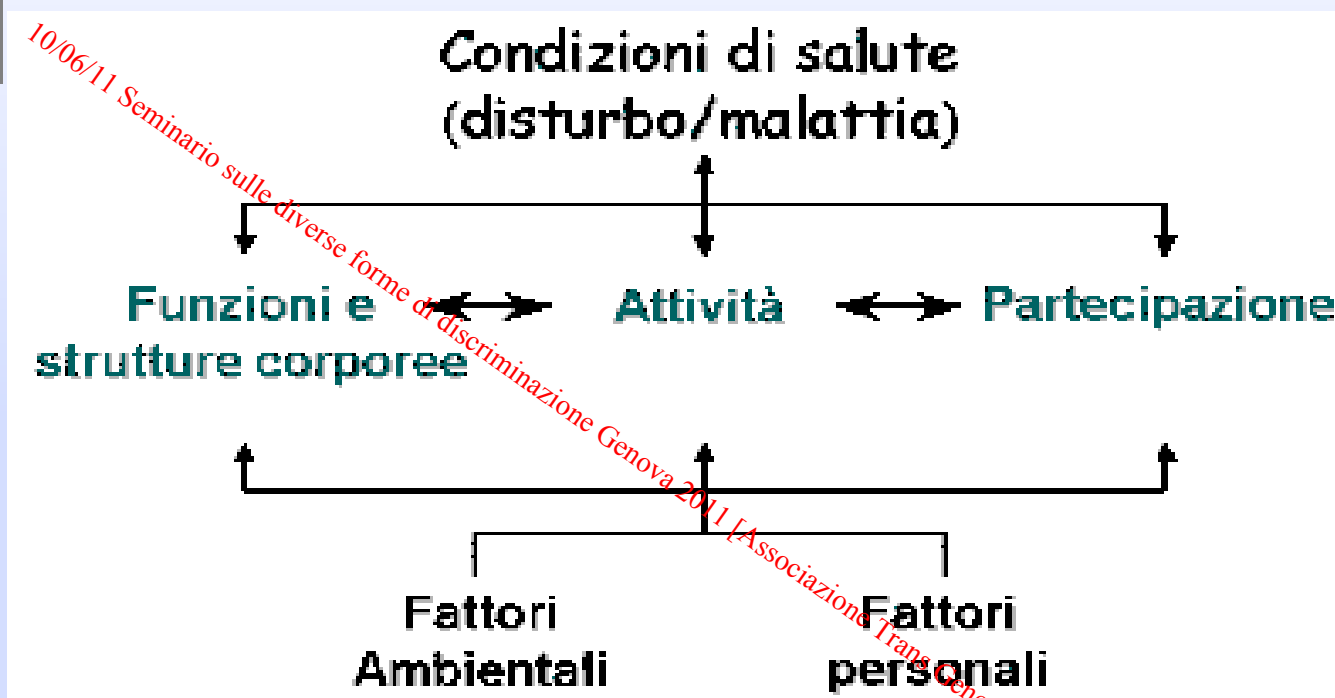 10/06/11 Seminario sulle diverse forme di discriminazione Genova 2011 [Associazione Trans
Condizioni di salute
(disturbo/malattia)
Funzioni e
strutture corporee
Attività
Partecipazione
Fattori
Ambientali
Fattori
personali